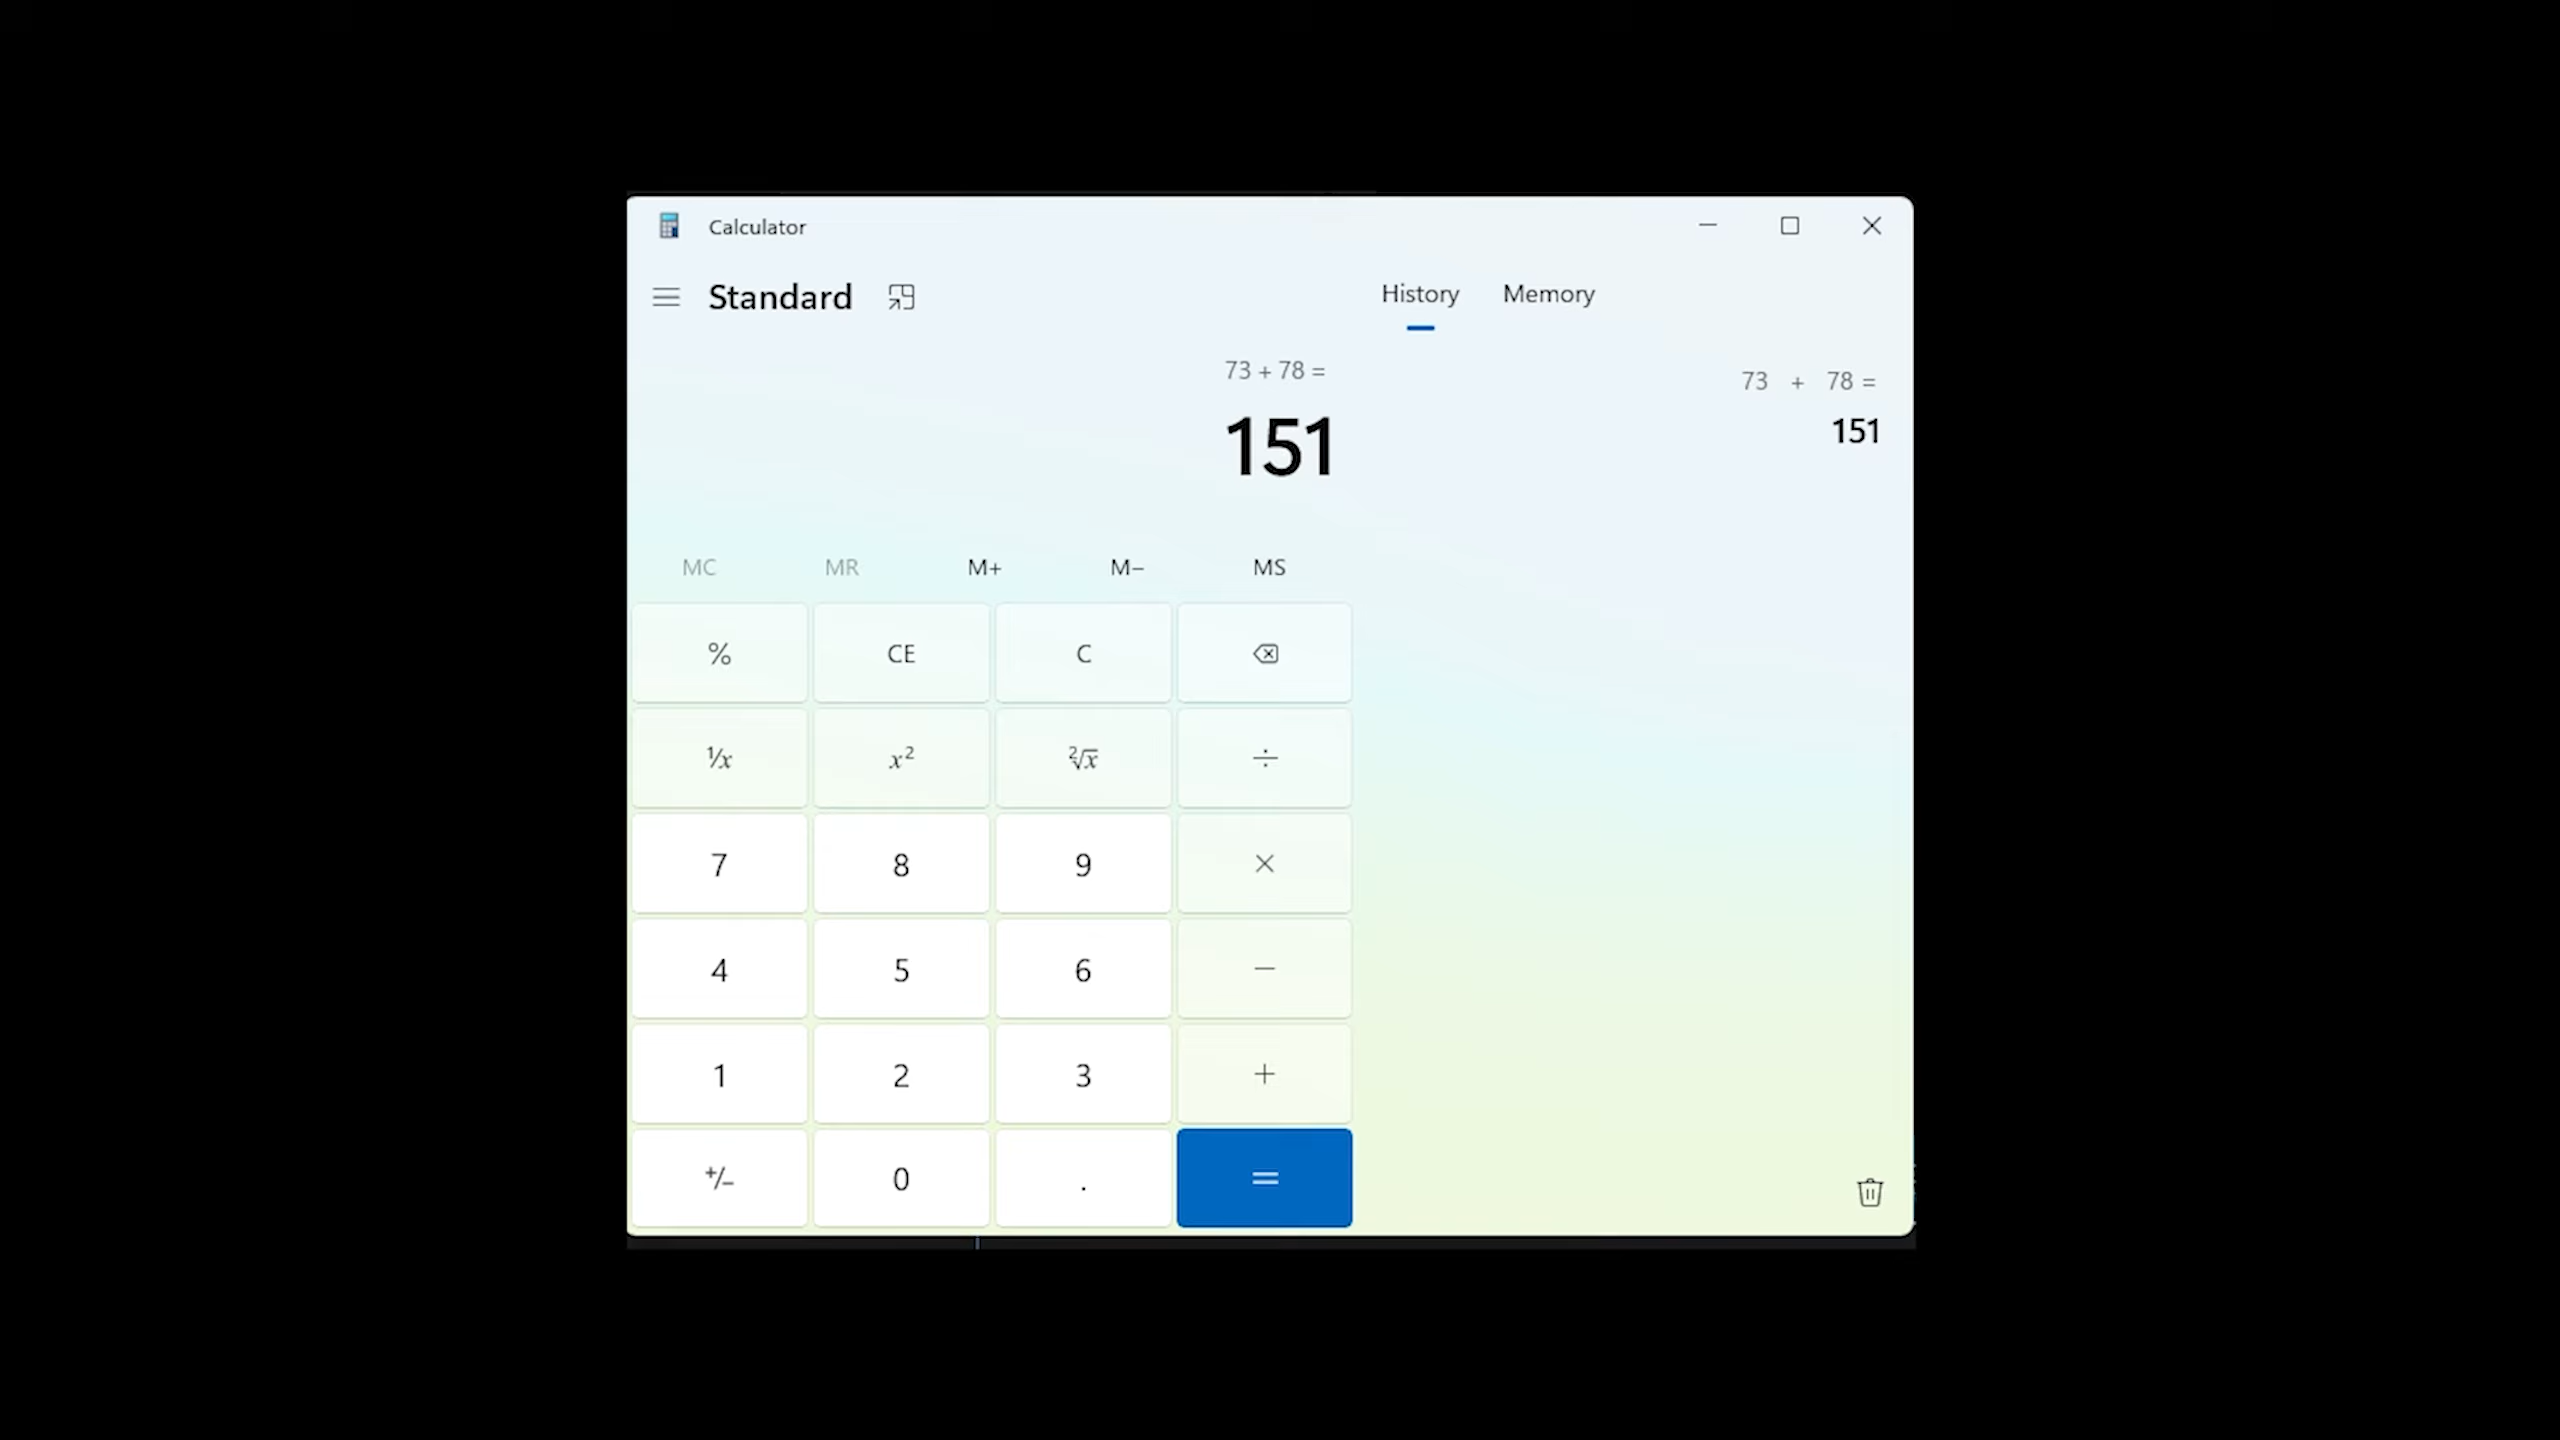 Calculator
Standard
History Memory
73 + 78 =
151
73 + 78 =
151
MC MR M+ M− MS
% CE C
¹/x x² ²√x ÷
7 8 9 ×
4 5 6 −
1 2 3 +
+/− 0 . =